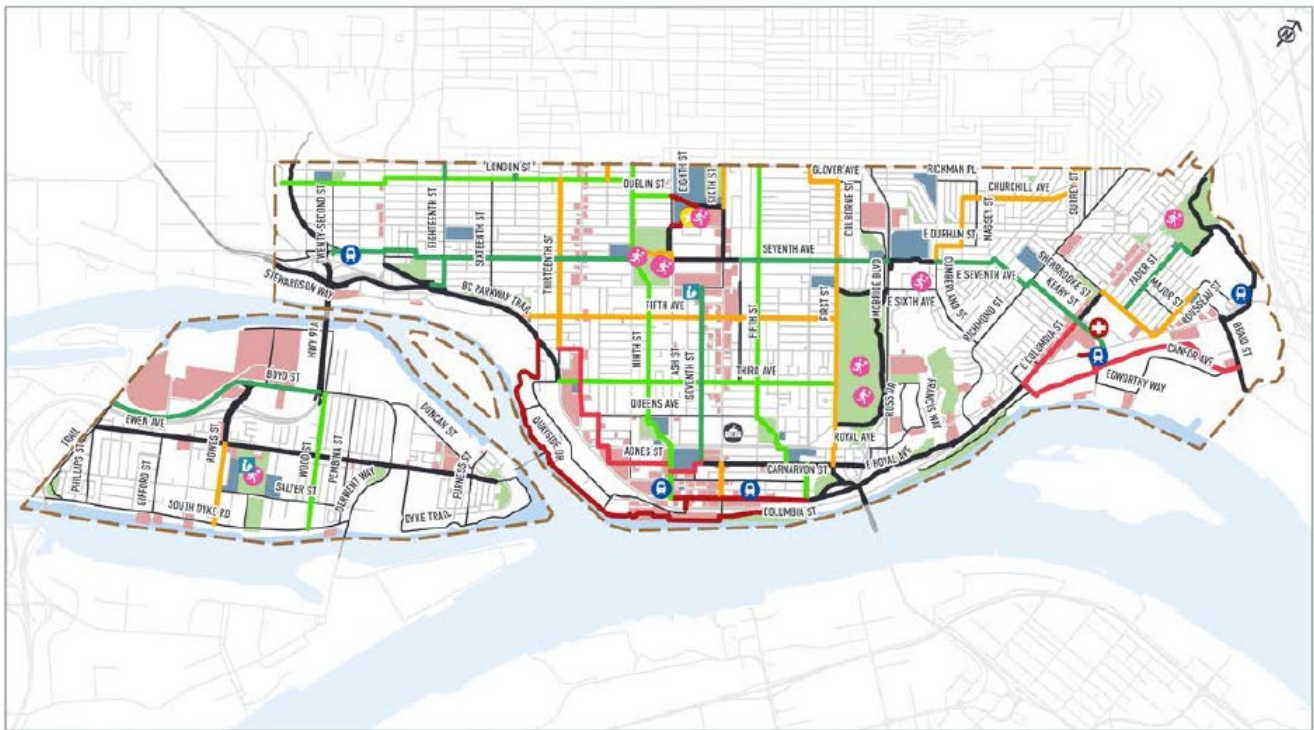 N
LONDON ST
DUBLIN ST
EIGHTH ST
SIXTH ST
GLOVER AVE
RICHMAN PL
CHURCHILL AVE
SURREY ST
MASSEY ST
COLBORNE ST
TWENTY-SECOND ST
EIGHTEENTH ST
SIXTEENTH ST
THIRTEENTH ST
E DURHAM ST
SEVENTH AVE
E SEVENTH AVE
CUMBERLAND ST
SHERBROOKE ST
KEARY ST
FADER ST
MAJOR ST
ROUSSEAU ST
STEWARDSON WAY
BC PARKWAY TRAIL
FIFTH AVE
FIFTH ST
FIRST ST
MCBRIDE BLVD
E SIXTH AVE
RICHMOND ST
E COLUMBIA ST
BRAID ST
CANFOR AVE
EDWORTHY WAY
HWY 91A
NINTH ST
ASH ST
SEVENTH ST
THIRD AVE
BOYD ST
QUEENS AVE
ROSS DR
FRANCIS WAY
QUAYSIDE DR
EWEN AVE
DUNCAN ST
AGNES ST
ROYAL AVE
E ROYAL AVE
CARNARVON ST
TRAIL
PHILLIPS ST
GIFFORD ST
HOWES ST
WOOD ST
PEMBINA ST
DERWENT WAY
FURNESS ST
SALTER ST
SOUTH DYKE RD
DYKE TRAIL
COLUMBIA ST